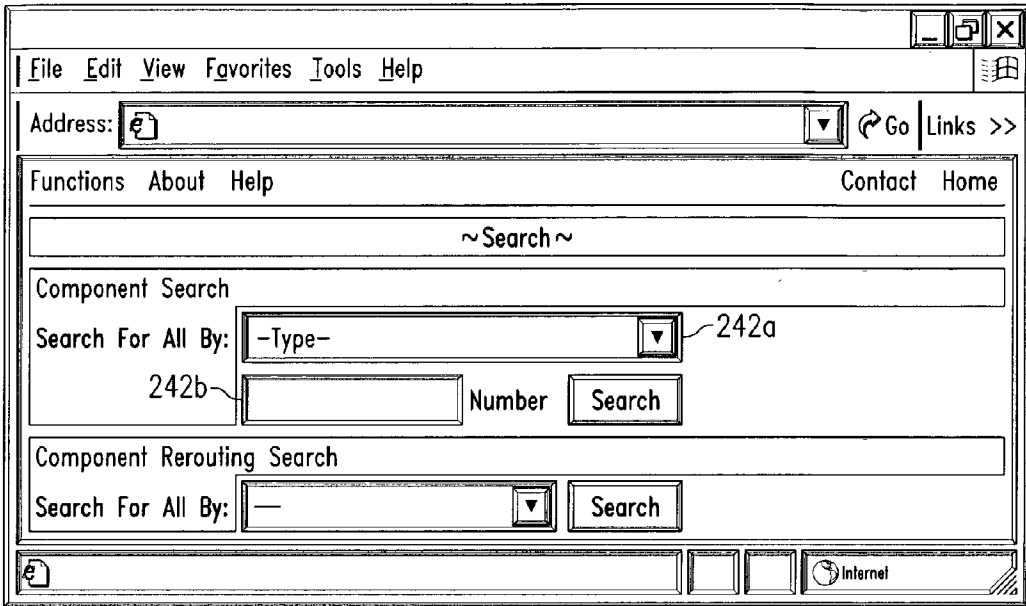 File Edit View Favorites Tools Help
Address: Go Links >>
Functions About Help Contact Home
~Search~
Component Search
Search For All By: -Type- 242a
242b Number Search
Component Rerouting Search
Search For All By: — Search
Internet